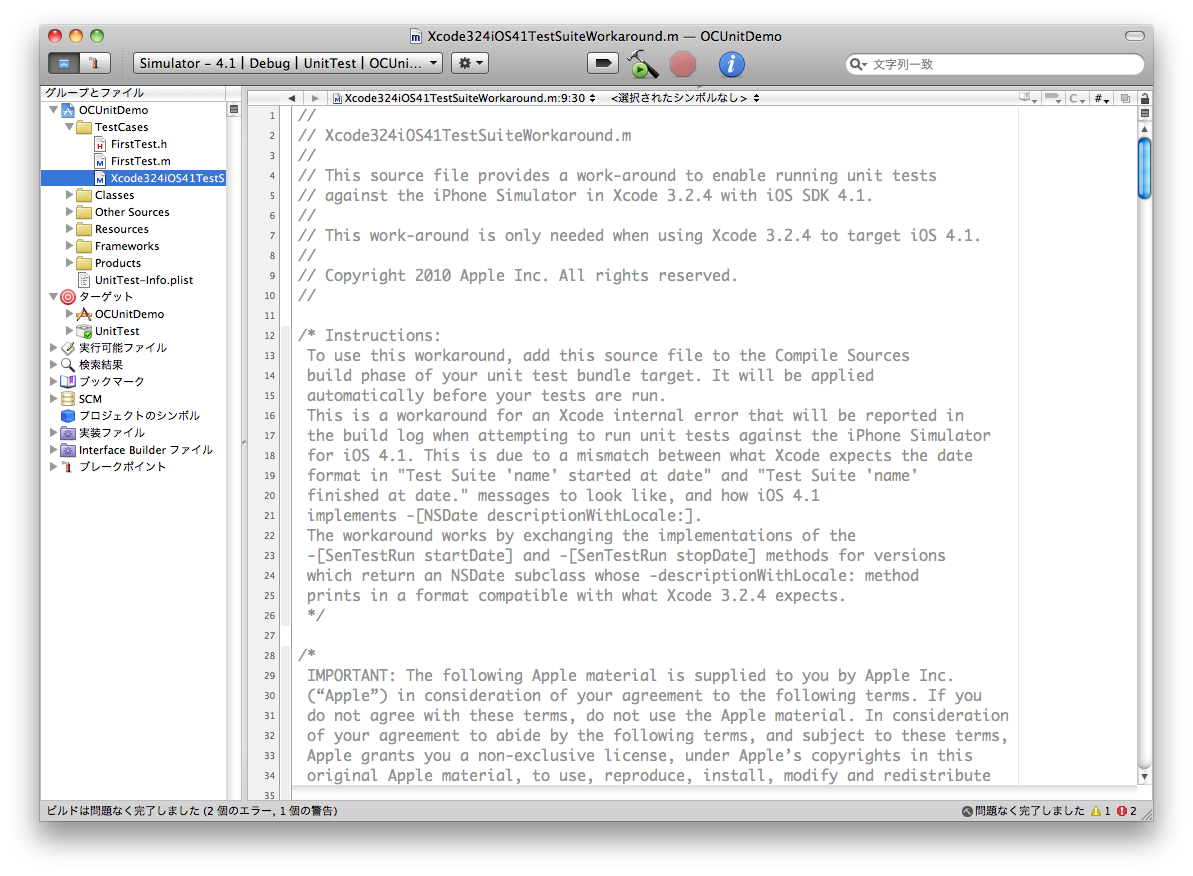 Xcode324iOS41TestSuiteWorkaround.m — OCUnitDemo
Simulator - 4.1 | Debug | UnitTest | OCUni...
文字列一致
グループとファイル
OCUnitDemo
TestCases
FirstTest.h
FirstTest.m
Xcode324iOS41TestS
Classes
Other Sources
Resources
Frameworks
Products
UnitTest-Info.plist
ターゲット
OCUnitDemo
UnitTest
実行可能ファイル
検索結果
ブックマーク
SCM
プロジェクトのシンボル
実装ファイル
Interface Builder ファイル
ブレークポイント
Xcode324iOS41TestSuiteWorkaround.m:9:30 <選択されたシンボルなし> C #
1 //
2 // Xcode324iOS41TestSuiteWorkaround.m
3 //
4 // This source file provides a work-around to enable running unit tests
5 // against the iPhone Simulator in Xcode 3.2.4 with iOS SDK 4.1.
6 //
7 // This work-around is only needed when using Xcode 3.2.4 to target iOS 4.1.
8 //
9 // Copyright 2010 Apple Inc. All rights reserved.
10 //
11
12 /* Instructions:
13 To use this workaround, add this source file to the Compile Sources
14 build phase of your unit test bundle target. It will be applied
15 automatically before your tests are run.
16 This is a workaround for an Xcode internal error that will be reported in
17 the build log when attempting to run unit tests against the iPhone Simulator
18 for iOS 4.1. This is due to a mismatch between what Xcode expects the date
19 format in "Test Suite 'name' started at date" and "Test Suite 'name'
20 finished at date." messages to look like, and how iOS 4.1
21 implements -[NSDate descriptionWithLocale:].
22 The workaround works by exchanging the implementations of the
23 -[SenTestRun startDate] and -[SenTestRun stopDate] methods for versions
24 which return an NSDate subclass whose -descriptionWithLocale: method
25 prints in a format compatible with what Xcode 3.2.4 expects.
26 */
27
28 /*
29 IMPORTANT: The following Apple material is supplied to you by Apple Inc.
30 (“Apple”) in consideration of your agreement to the following terms. If you
31 do not agree with these terms, do not use the Apple material. In consideration
32 of your agreement to abide by the following terms, and subject to these terms,
33 Apple grants you a non-exclusive license, under Apple’s copyrights in this
34 original Apple material, to use, reproduce, install, modify and redistribute
35
ビルドは問題なく完了しました (2 個のエラー, 1 個の警告)
問題なく完了しました 1 2